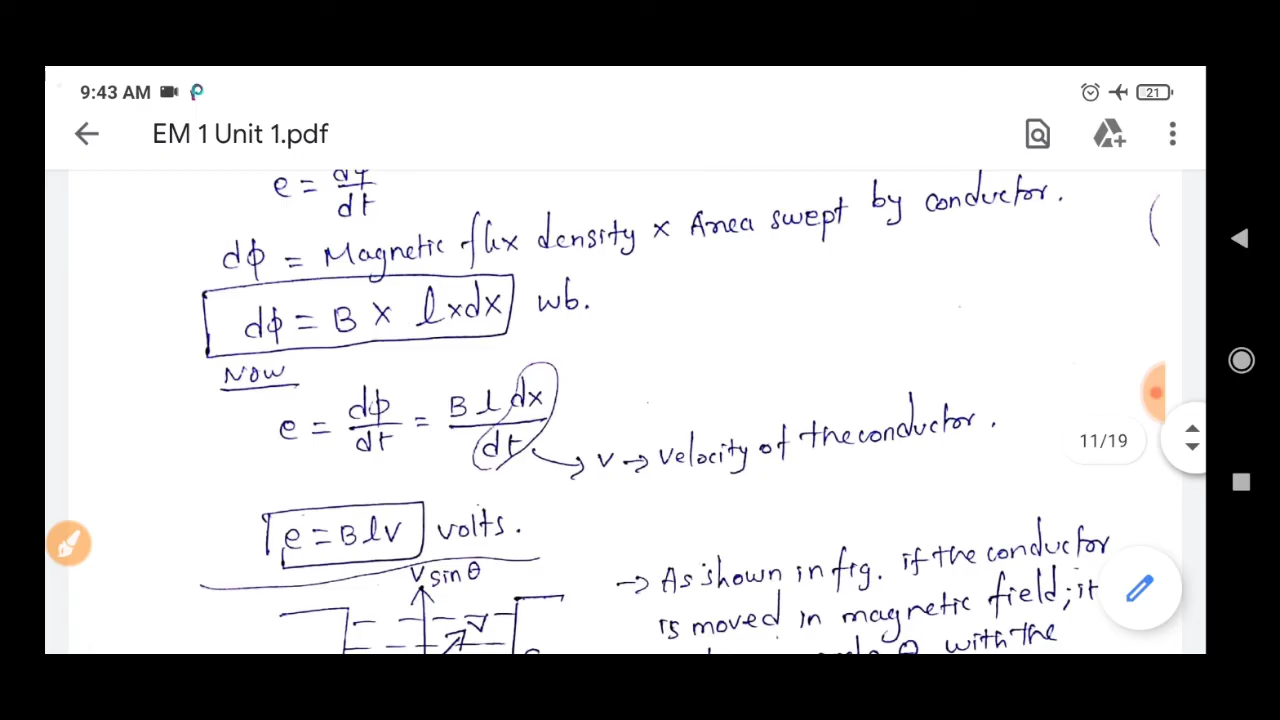 9:43 AM
21
EM 1 Unit 1.pdf
e = dφ/dt
dφ = Magnetic flux density × Area swept by conductor.
dφ = B × l×dx wb.
Now
e = dφ/dt = B l dx/dt → v → velocity of the conductor.
11/19
e = Blv volts.
V sin θ
→ As shown in fig. if the conductor
is moved in magnetic field; it
θ with the
V